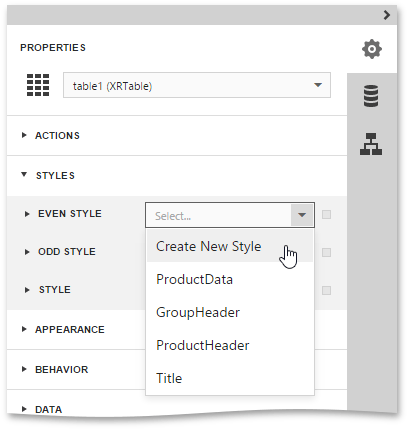 PROPERTIES
table1 (XRTable)
ACTIONS
STYLES
EVEN STYLE
Select...
ODD STYLE
STYLE
Create New Style
ProductData
GroupHeader
ProductHeader
Title
APPEARANCE
BEHAVIOR
DATA